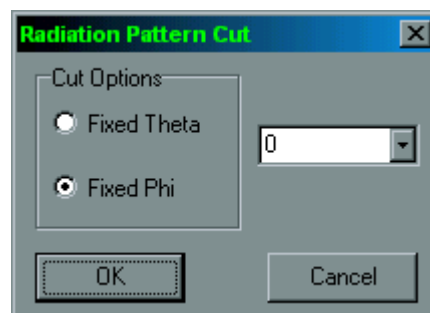 Radiation Pattern Cut
Cut Options
Fixed Theta
0
Fixed Phi
OK
Cancel